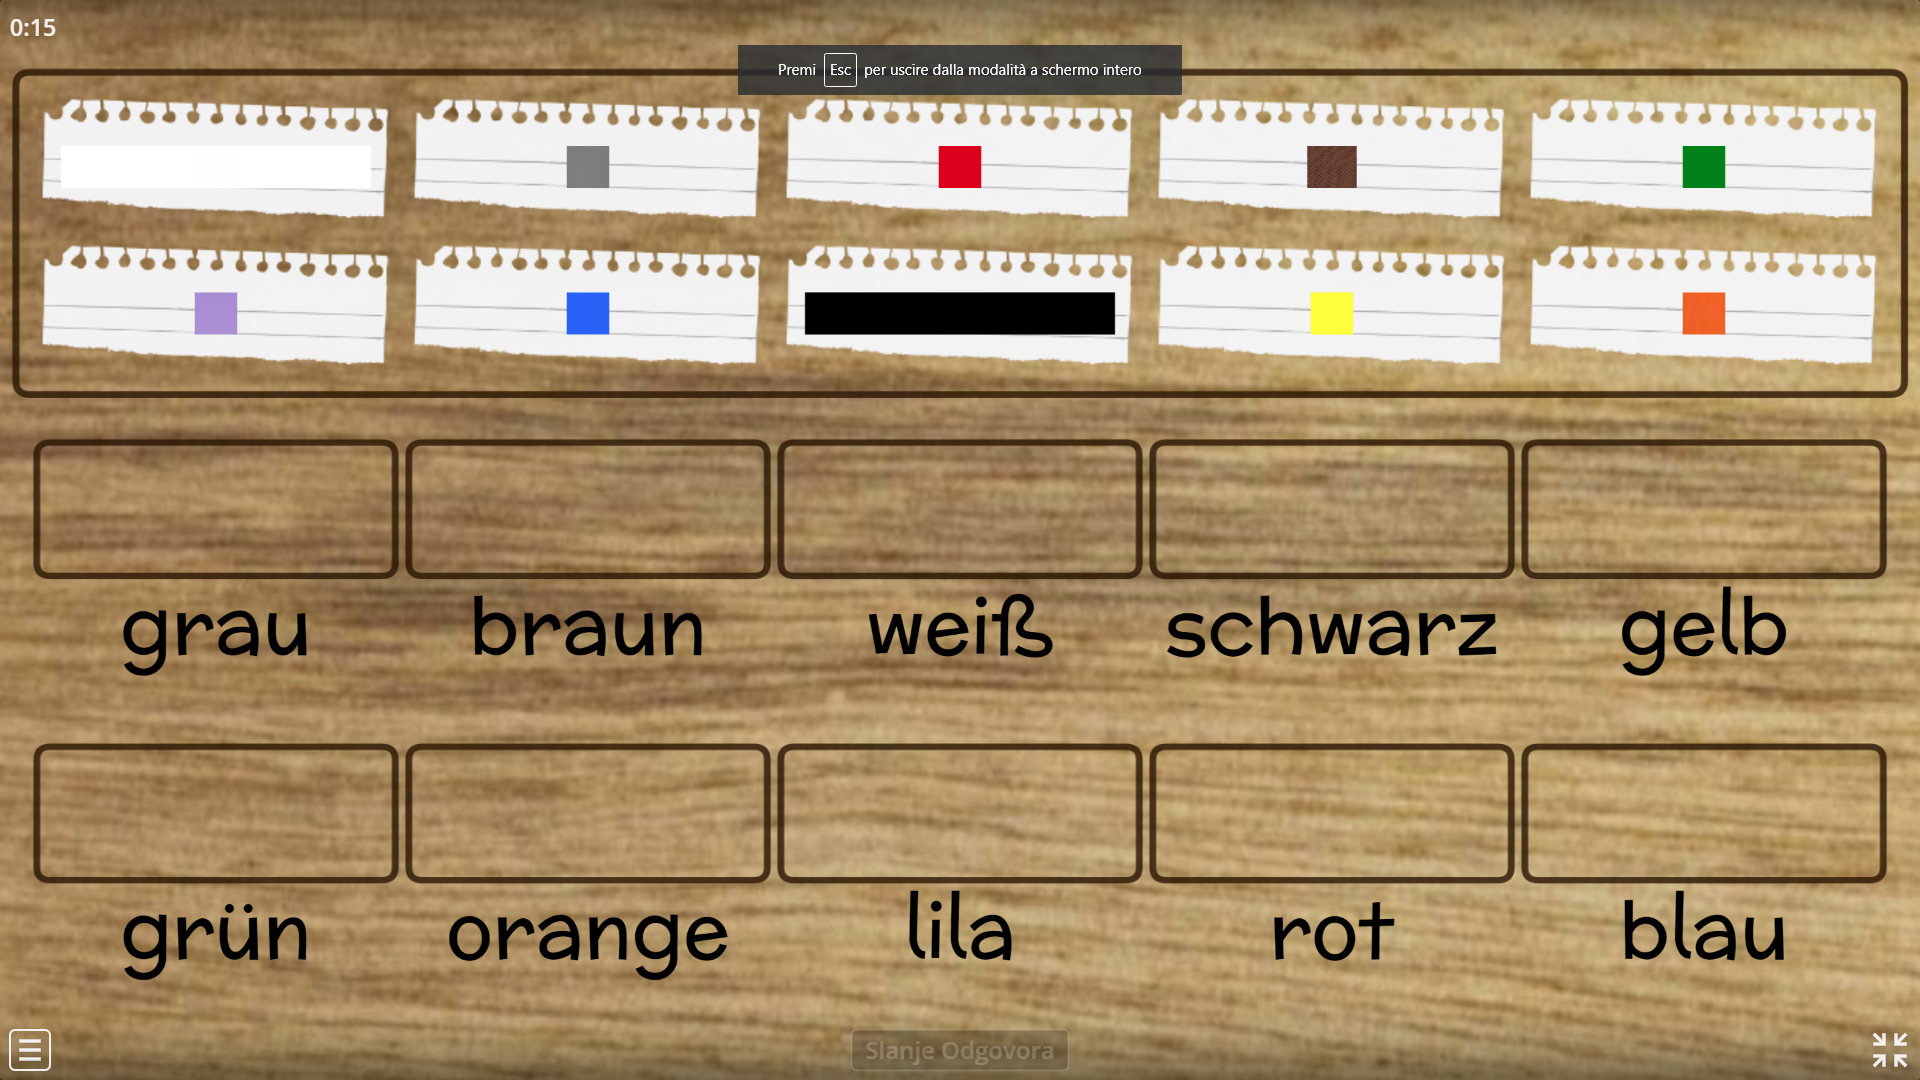 0:15
Premi Esc per uscire dalla modalità a schermo intero
grau braun weiß schwarz gelb
grün orange lila rot blau
Slanje Odgovora